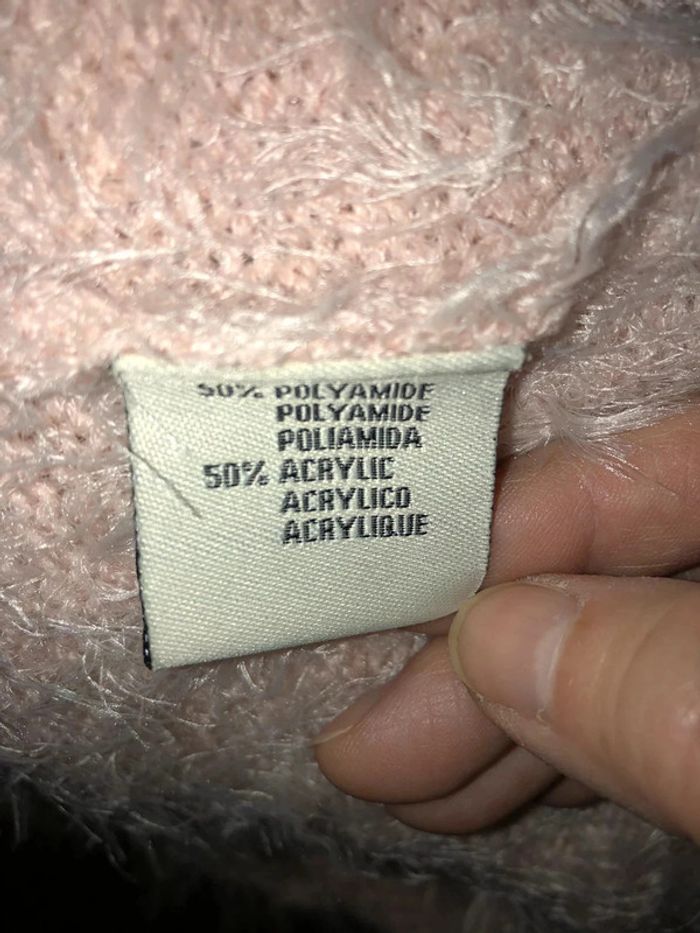 50% POLYAMIDE
POLYAMIDE
POLIAMIDA
50% ACRYLIC
ACRYLICO
ACRYLIQUE